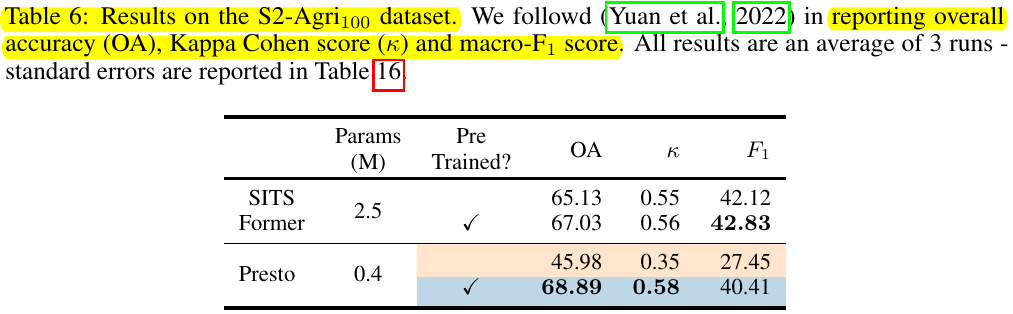 Table 6: Results on the S2-Agri₁₀₀ dataset. We followd (Yuan et al., 2022) in reporting overall
accuracy (OA), Kappa Cohen score (κ) and macro-F₁ score. All results are an average of 3 runs -
standard errors are reported in Table 16.
Params (M) Pre Trained? OA κ F₁
SITS Former 2.5 65.13 0.55 42.12
✓ 67.03 0.56 42.83
Presto 0.4 45.98 0.35 27.45
✓ 68.89 0.58 40.41